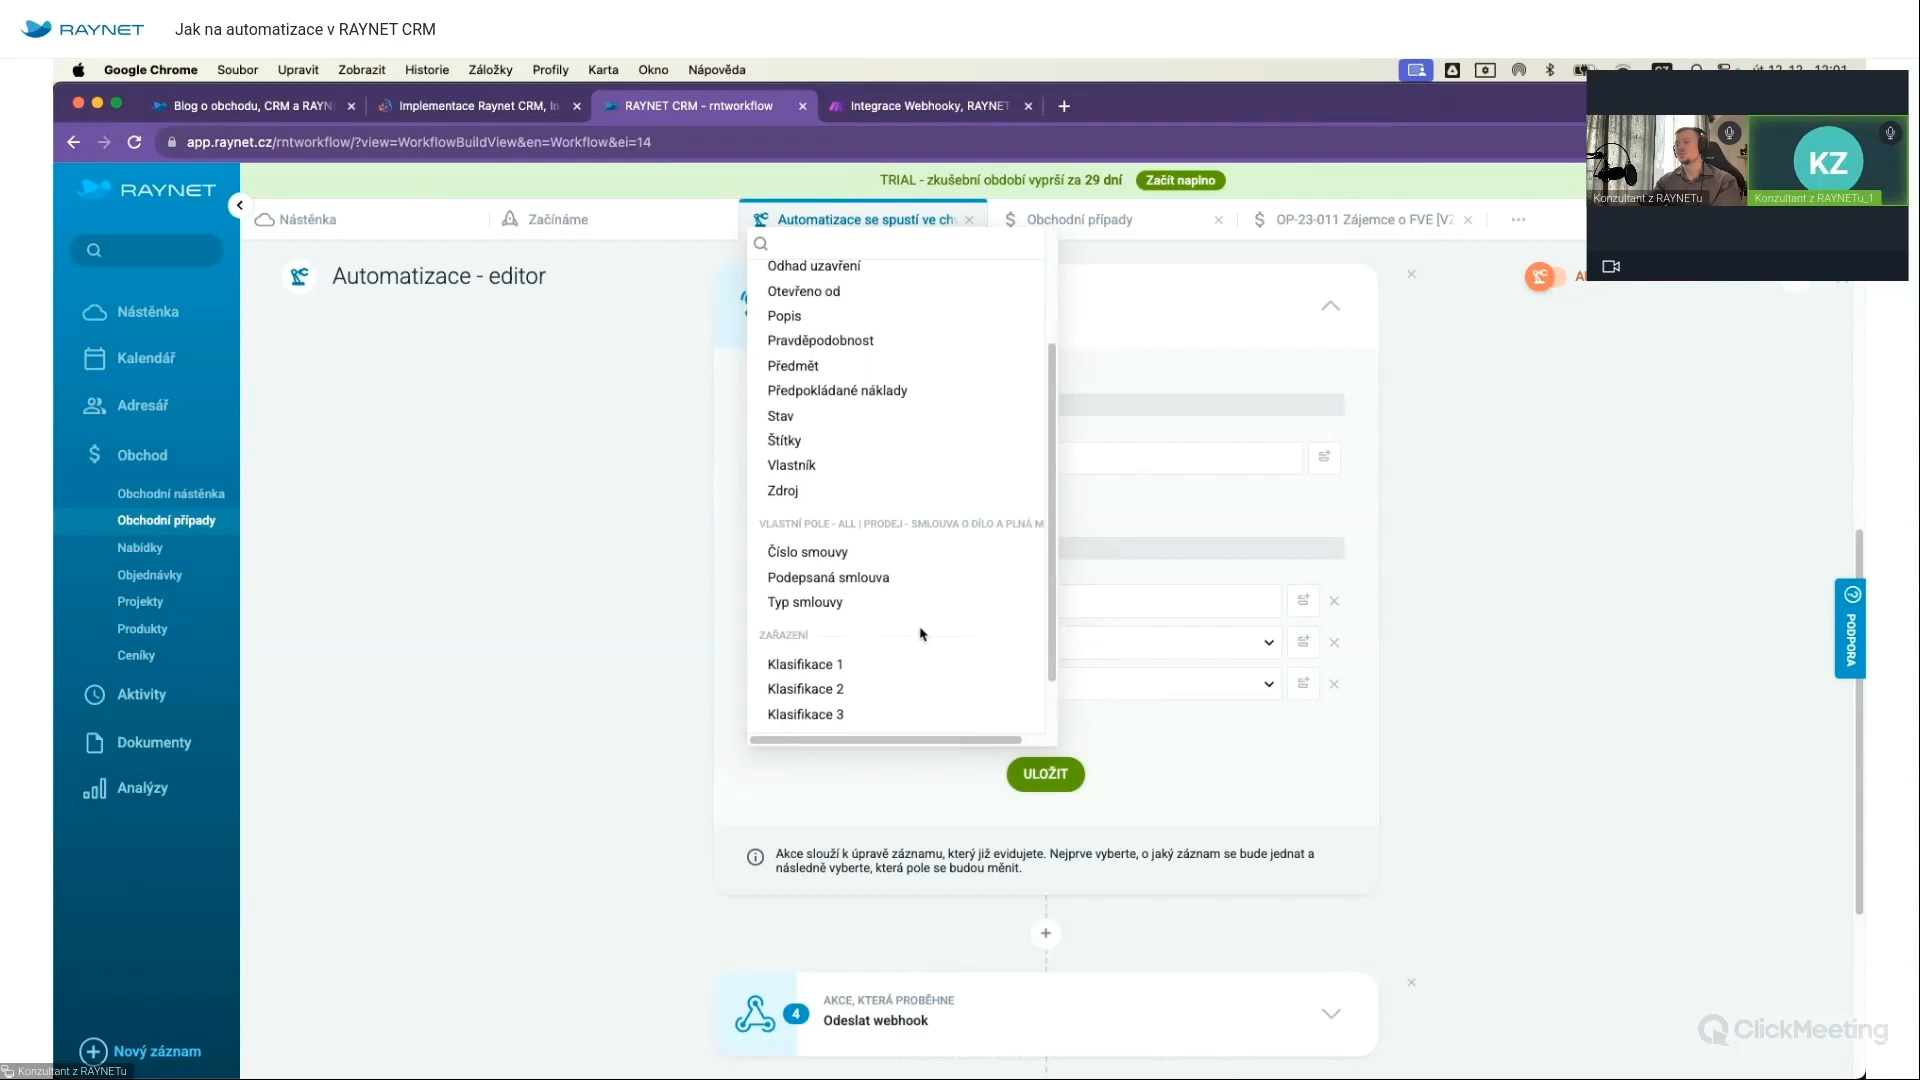 RAYNET
Jak na automatizace v RAYNET CRM
Google Chrome Soubor Upravit Zobrazit Historie Záložky Profily Karta Okno Nápověda
Blog o obchodu, CRM a RAYN
Implementace Raynet CRM, In
RAYNET CRM - rntworkflow
Integrace Webhooky, RAYNET
app.raynet.cz/rntworkflow/?view=WorkflowBuildView&en=Workflow&ei=14
KZ
Konzultant z RAYNETu
Konzultant z RAYNETu_1
RAYNET
TRIAL - zkušební období vyprší za 29 dní
Začít naplno
Nástěnka
Začínáme
Automatizace se spustí ve ch
Obchodní případy
OP-23-011 Zájemce o FVE [VZ
Automatizace - editor
Nástěnka
Kalendář
Adresář
Obchod
Obchodní nástěnka
Obchodní případy
Nabídky
Objednávky
Projekty
Produkty
Ceníky
Aktivity
Dokumenty
Analýzy
Nový záznam
Odhad uzavření
Otevřeno od
Popis
Pravděpodobnost
Předmět
Předpokládané náklady
Stav
Štítky
Vlastník
Zdroj
VLASTNÍ POLE - ALL | PRODEJ - SMLOUVA O DÍLO A PLNÁ M
Číslo smouvy
Podepsaná smlouva
Typ smlouvy
ZAŘAZENÍ
Klasifikace 1
Klasifikace 2
Klasifikace 3
ULOŽIT
Akce slouží k úpravě záznamu, který již evidujete. Nejprve vyberte, o jaký záznam se bude jednat a
následně vyberte, která pole se budou měnit.
4
AKCE, KTERÁ PROBĚHNE
Odeslat webhook
PODPORA
ClickMeeting
Konzultant z RAYNETu